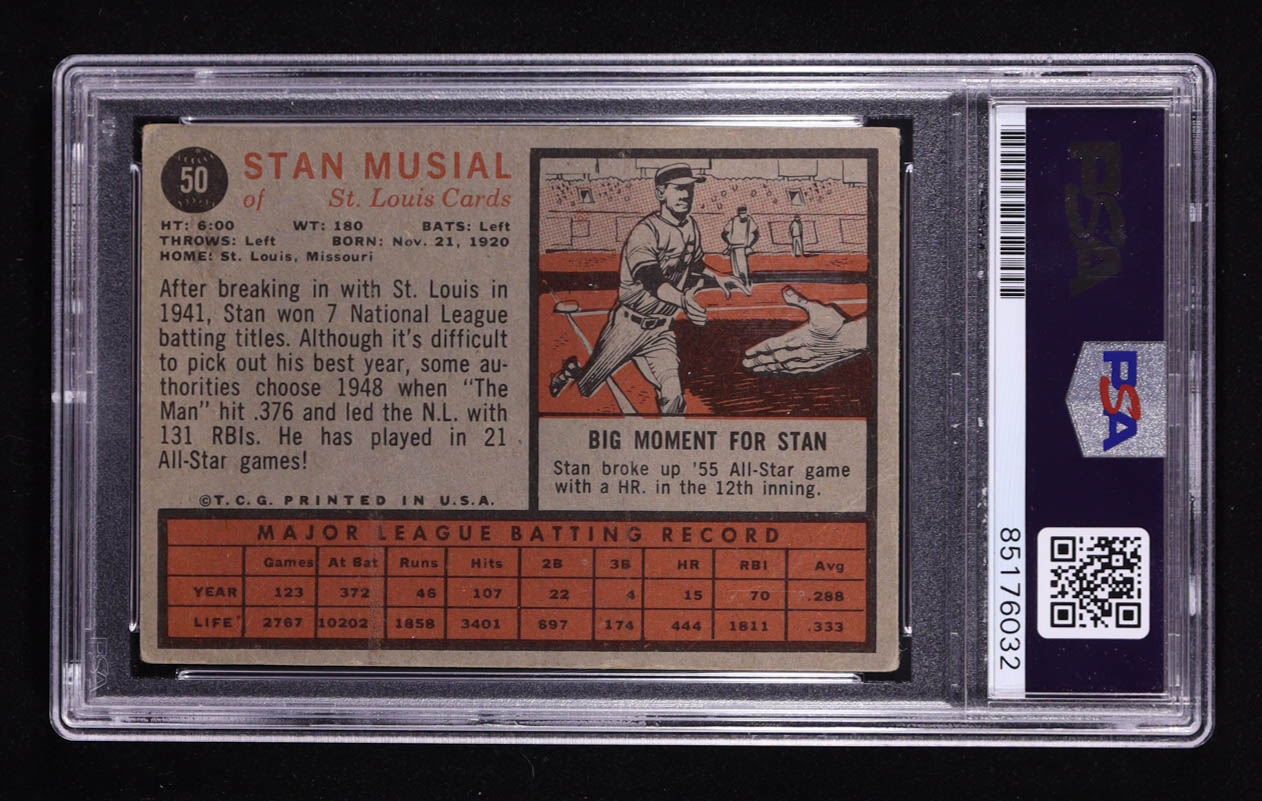 50
STAN MUSIAL
of St. Louis Cards
HT: 6:00 WT: 180 BATS: Left
THROWS: Left BORN: Nov. 21, 1920
HOME: St. Louis, Missouri
After breaking in with St. Louis in
1941, Stan won 7 National League
batting titles. Although it's difficult
to pick out his best year, some au-
thorities choose 1948 when "The
Man" hit .376 and led the N.L. with
131 RBIs. He has played in 21
All-Star games!
©T.C.G. PRINTED IN U.S.A.
BIG MOMENT FOR STAN
Stan broke up '55 All-Star game
with a HR. in the 12th inning.
MAJOR LEAGUE BATTING RECORD
Games At Bat Runs Hits 2B 3B HR RBI Avg
YEAR 123 372 46 107 22 4 15 70 .288
LIFE 2767 10202 1858 3401 697 174 444 1811 .333
PSA
PSA
85176032
PSA